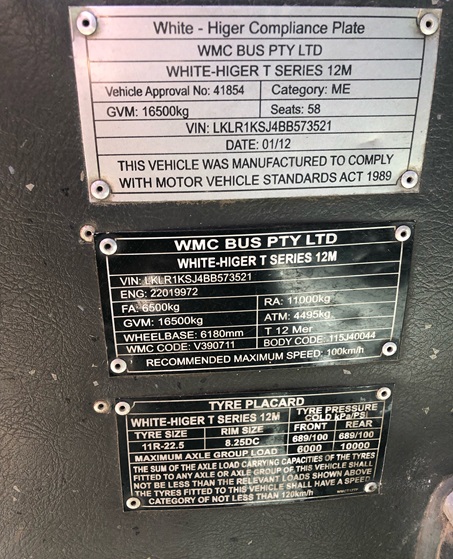 White - Higer Compliance Plate
WMC BUS PTY LTD
WHITE-HIGER T SERIES 12M
Vehicle Approval No: 41854 Category: ME
GVM: 16500kg Seats: 58
VIN: LKLR1KSJ4BB573521
DATE: 01/12
THIS VEHICLE WAS MANUFACTURED TO COMPLY
WITH MOTOR VEHICLE STANDARDS ACT 1989
WMC BUS PTY LTD
WHITE-HIGER T SERIES 12M
VIN: LKLR1KSJ4BB573521
ENG: 22019972
FA: 6500kg RA: 11000kg
GVM: 16500kg ATM: 4495kg
WHEELBASE: 6180mm T 12 Mer
WMC CODE: V390711 BODY CODE: 115J40044
RECOMMENDED MAXIMUM SPEED: 100km/h
TYRE PLACARD
WHITE-HIGER T SERIES 12M TYRE PRESSURE
COLD kPa/PSI
TYRE SIZE RIM SIZE FRONT REAR
11R-22.5 8.25DC 689/100 689/100
MAXIMUM AXLE GROUP LOAD 6000 10000
THE SUM OF THE AXLE LOAD CARRYING CAPACITIES OF THE TYRES
FITTED TO ANY AXLE OR AXLE GROUP OF THIS VEHICLE SHALL
NOT BE LESS THAN THE RELEVANT LOADS SHOWN ABOVE
THE TYRES FITTED TO THIS VEHICLE SHALL HAVE A SPEED
CATEGORY OF NOT LESS THAN 120km/h